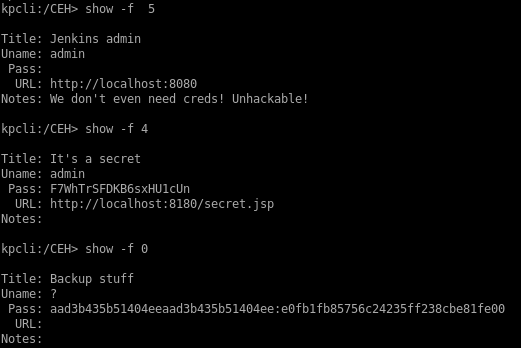 kpcli:/CEH> show -f  5
Title: Jenkins admin
Uname: admin
Pass:
URL: http://localhost:8080
Notes: We don't even need creds! Unhackable!
kpcli:/CEH> show -f 4
Title: It's a secret
Uname: admin
Pass: F7WhTrSFDKB6sxHU1cUn
URL: http://localhost:8180/secret.jsp
Notes:
kpcli:/CEH> show -f 0
Title: Backup stuff
Uname: ?
Pass: aad3b435b51404eeaad3b435b51404ee:e0fb1fb85756c24235ff238cbe81fe00
URL:
Notes: